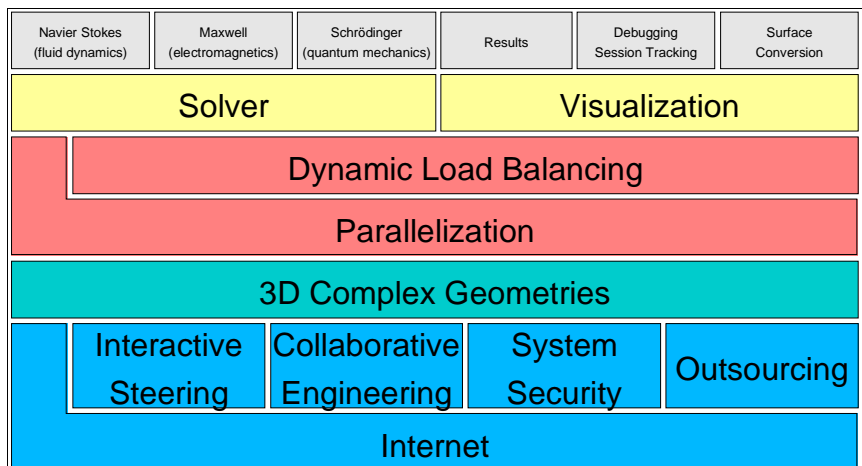 Navier Stokes
(fluid dynamics)
Maxwell
(electromagnetics)
Schrödinger
(quantum mechanics)
Results
Debugging
Session Tracking
Surface
Conversion
Solver
Visualization
Dynamic Load Balancing
Parallelization
3D Complex Geometries
Interactive
Steering
Collaborative
Engineering
System
Security
Outsourcing
Internet